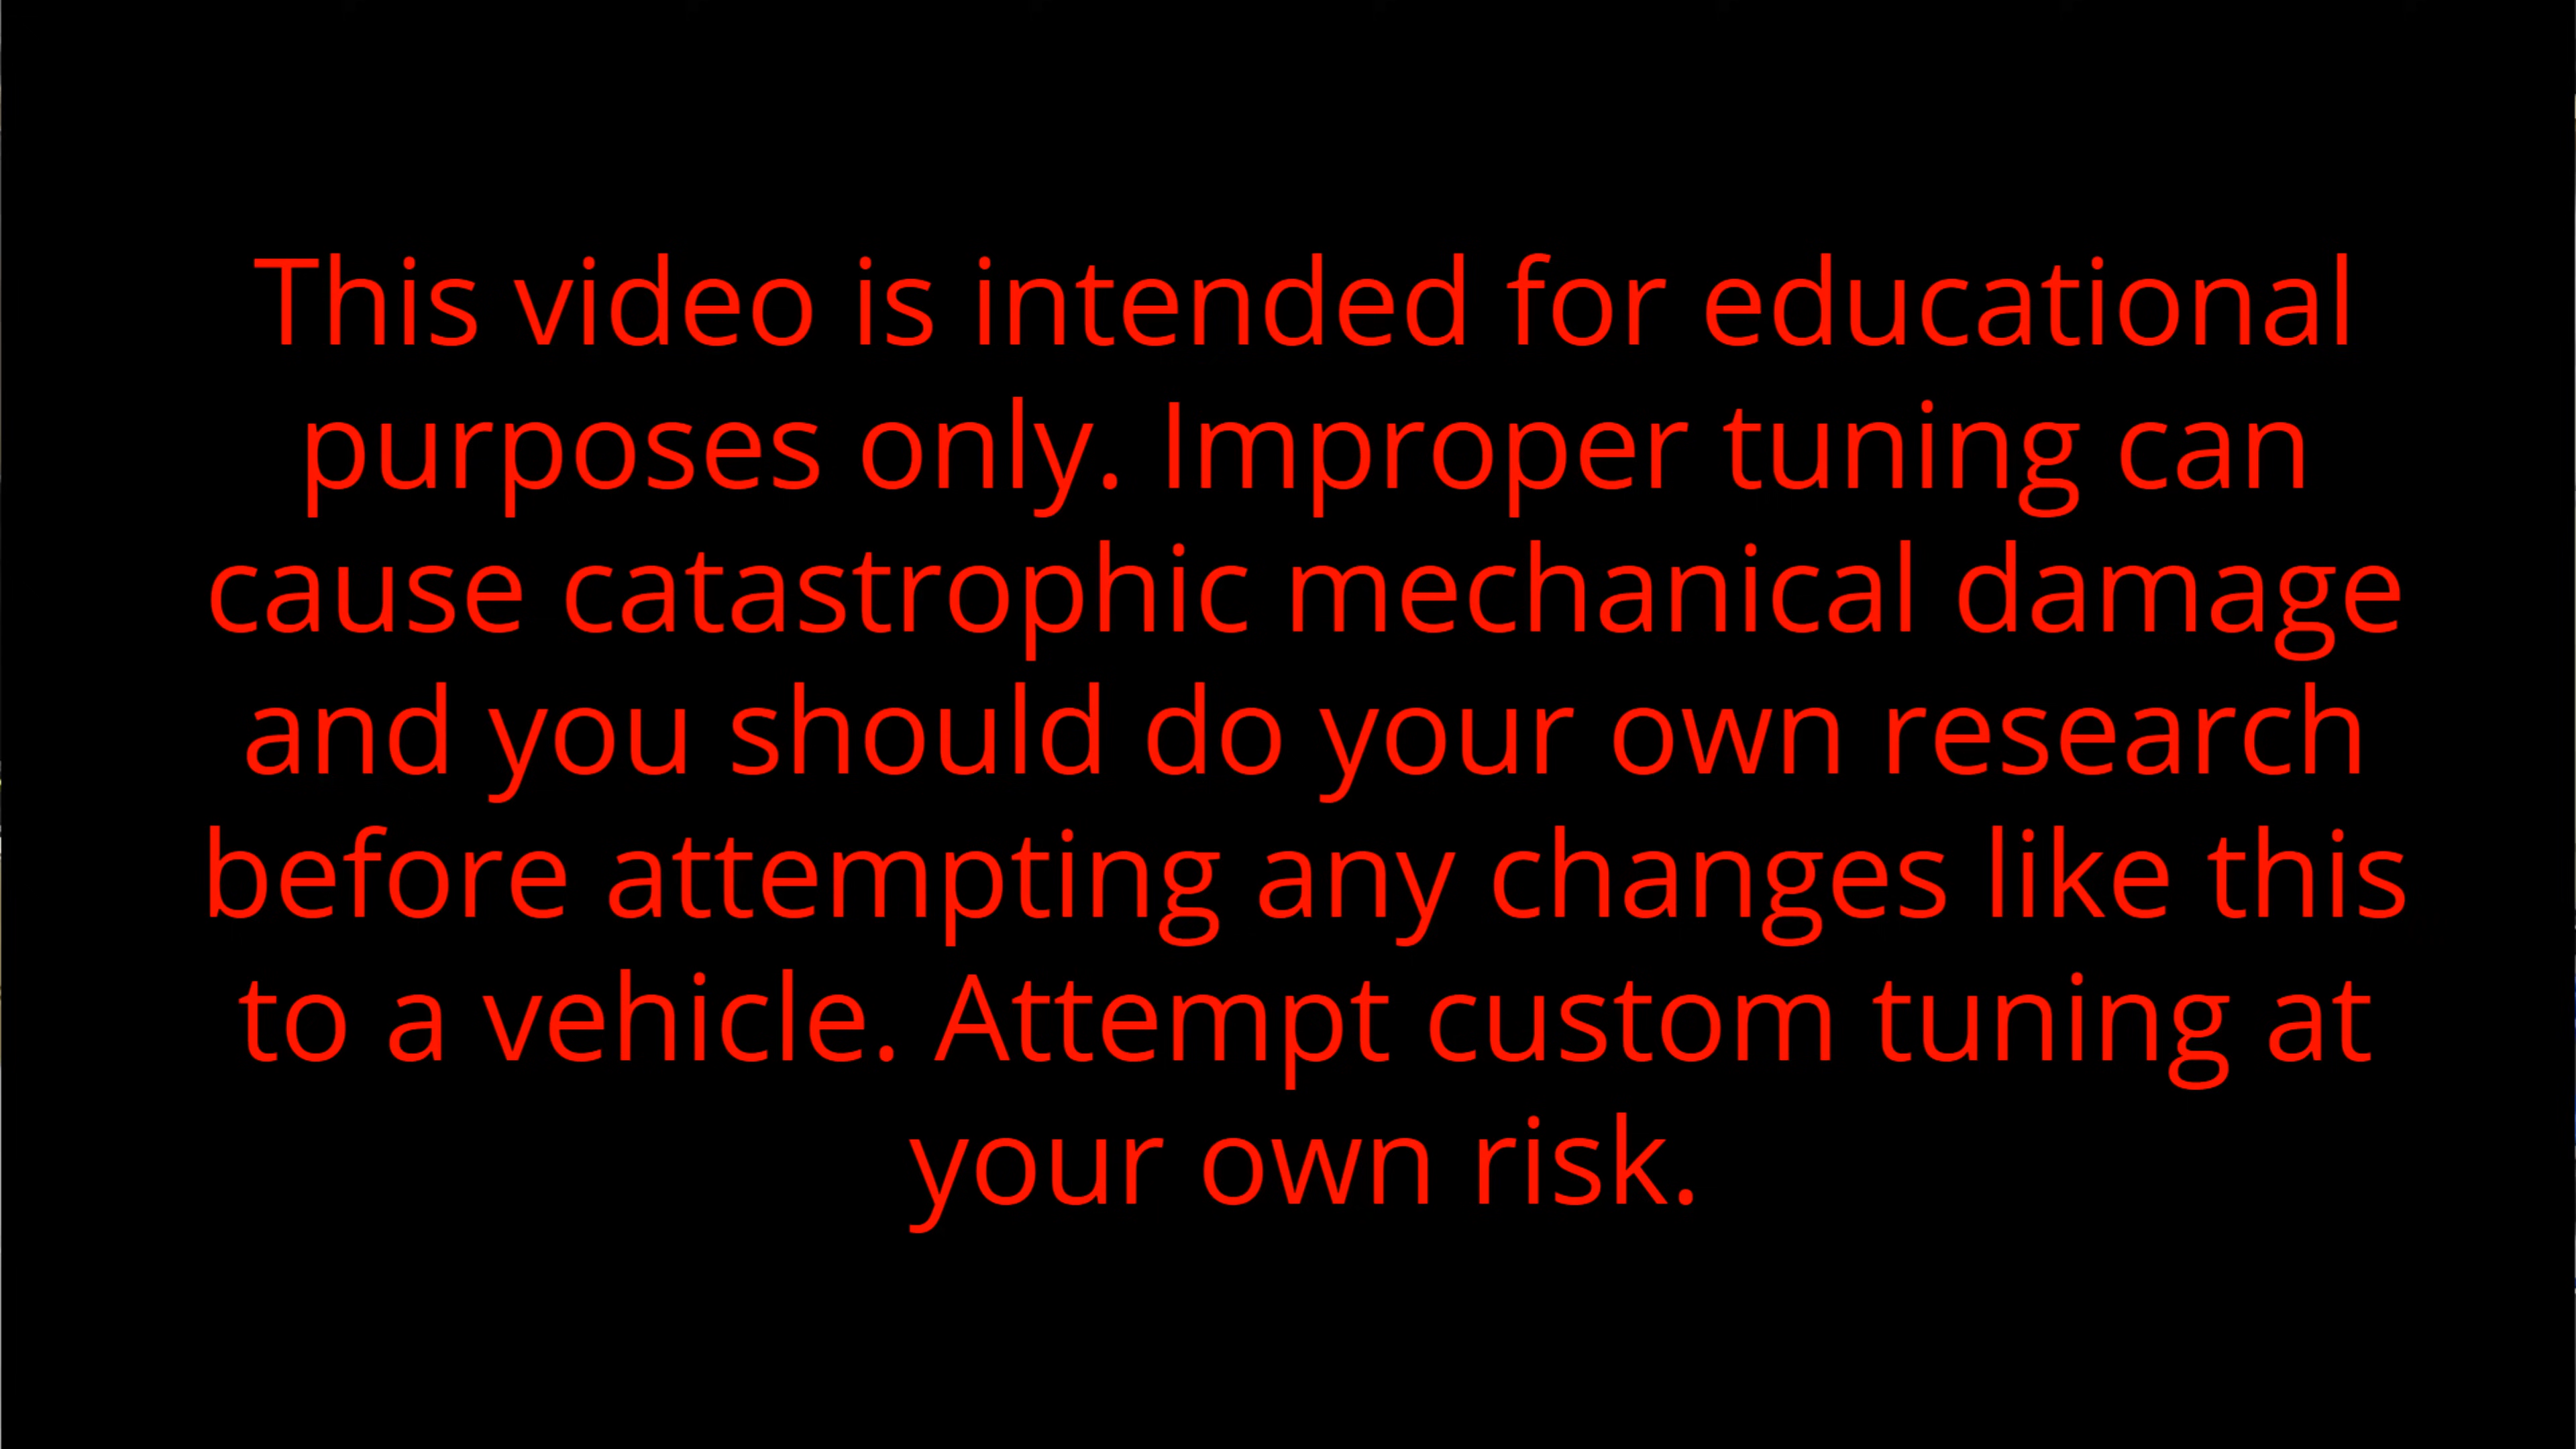 This video is intended for educational
purposes only. Improper tuning can
cause catastrophic mechanical damage
and you should do your own research
before attempting any changes like this
to a vehicle. Attempt custom tuning at
your own risk.